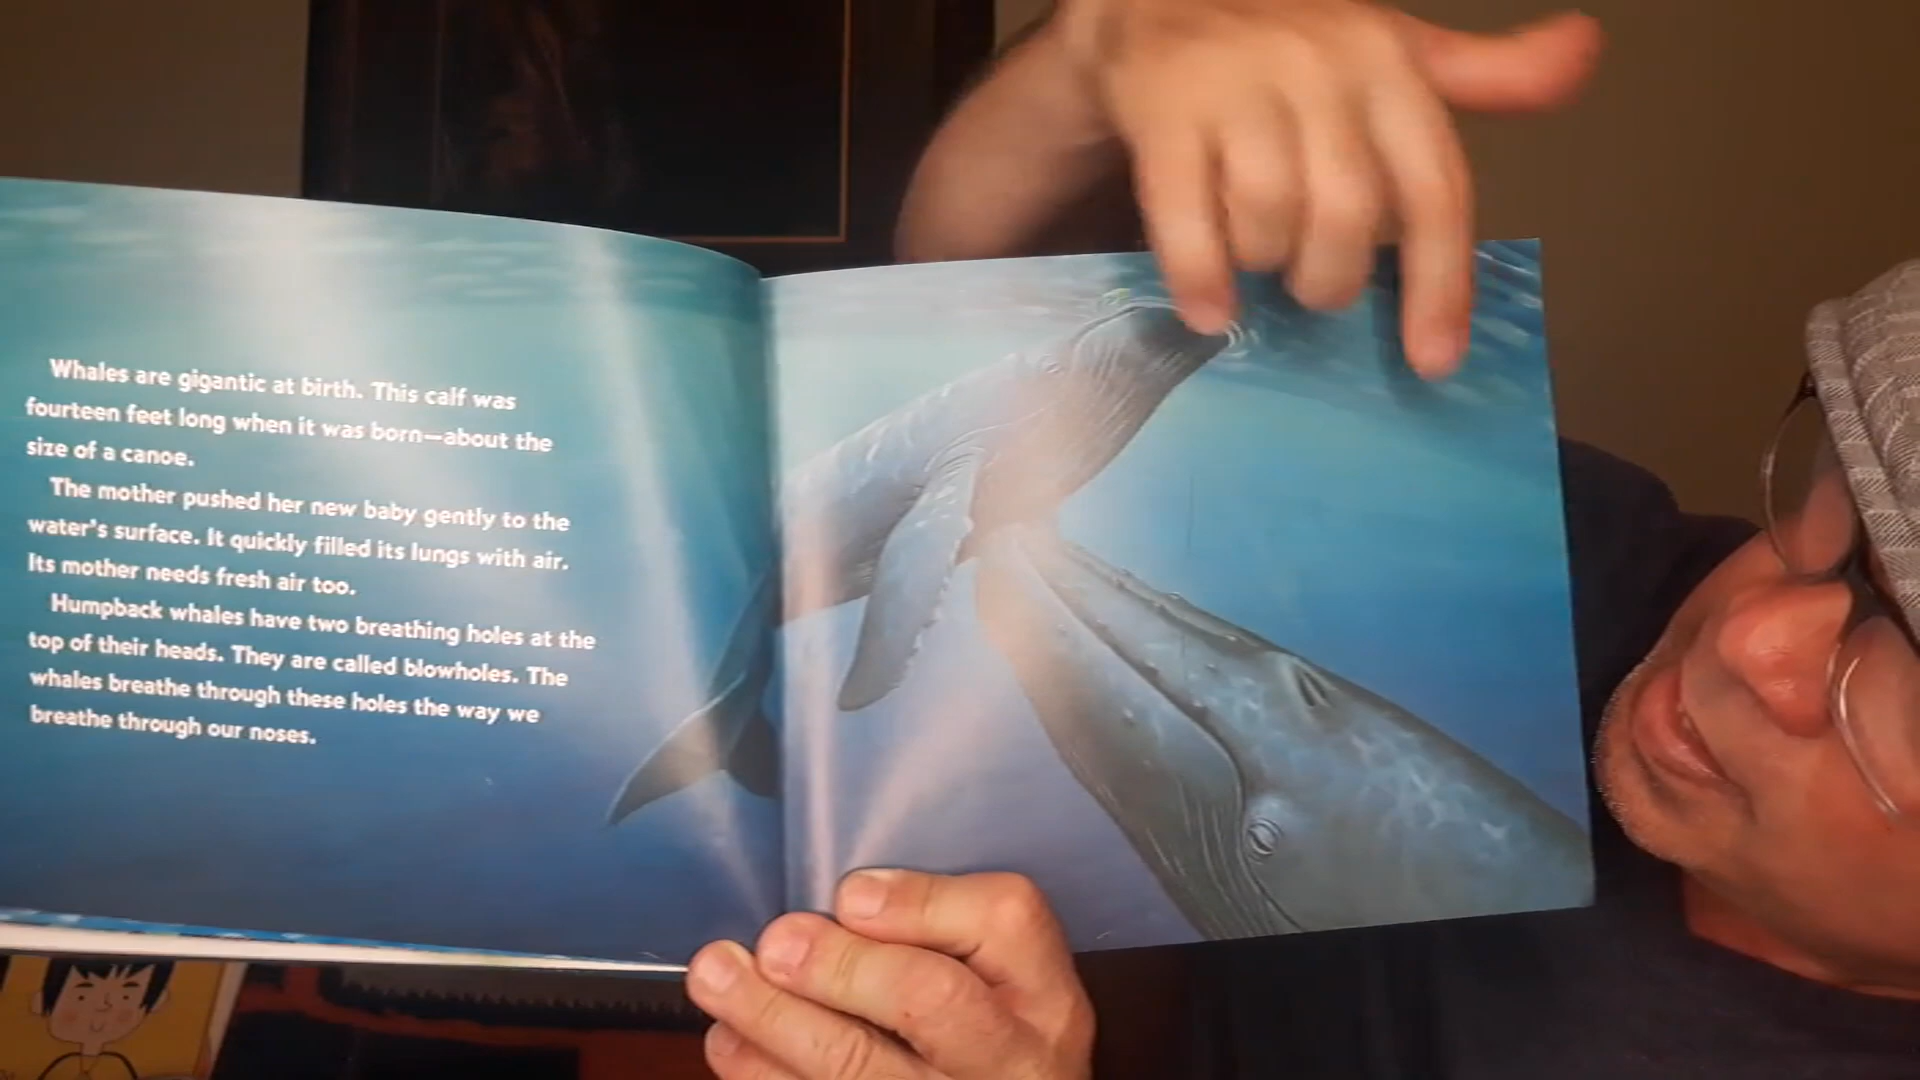 Whales are gigantic at birth. This calf was
fourteen feet long when it was born—about the
size of a canoe.
The mother pushed her new baby gently to the
water's surface. It quickly filled its lungs with air.
Its mother needs fresh air too.
Humpback whales have two breathing holes at the
top of their heads. They are called blowholes. The
whales breathe through these holes the way we
breathe through our noses.